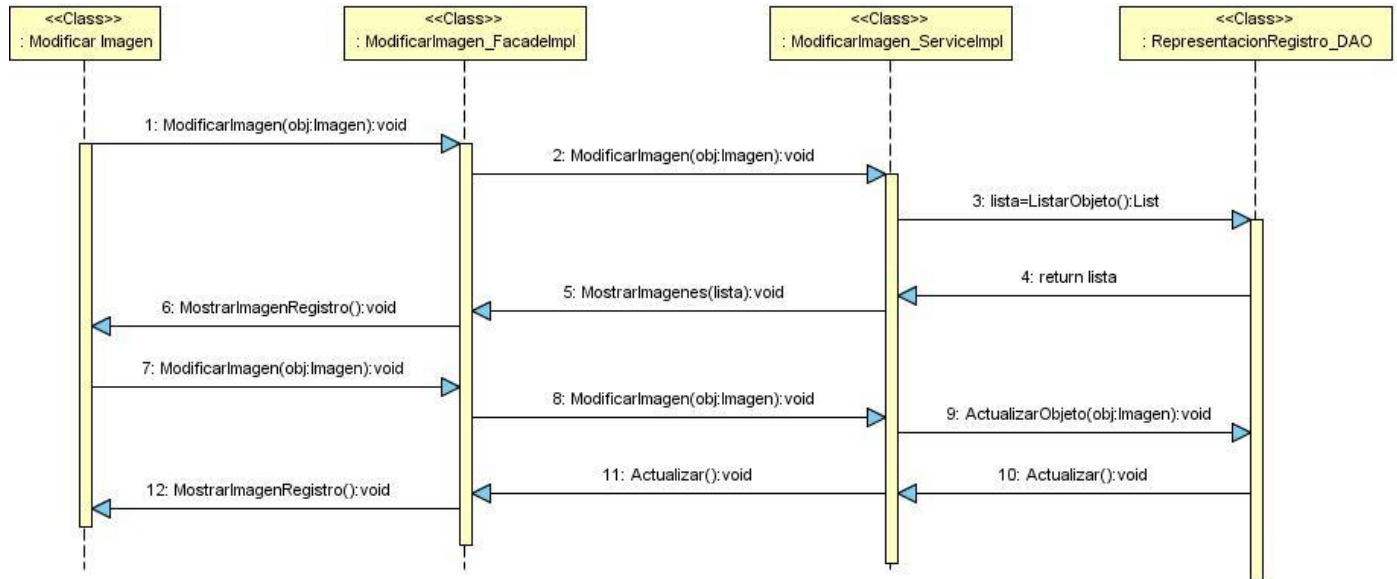 <<Class>>
: Modificar Imagen
<<Class>>
: ModificarImagen_FacadeImpl
<<Class>>
: ModificarImagen_ServiceImpl
<<Class>>
: RepresentacionRegistro_DAO
1: ModificarImagen(obj:Imagen):void
2: ModificarImagen(obj:Imagen):void
3: lista=ListarObjeto():List
4: return lista
5: MostrarImagenes(lista):void
6: MostrarImagenRegistro():void
7: ModificarImagen(obj:Imagen):void
8: ModificarImagen(obj:Imagen):void
9: ActualizarObjeto(obj:Imagen):void
10: Actualizar():void
11: Actualizar():void
12: MostrarImagenRegistro():void